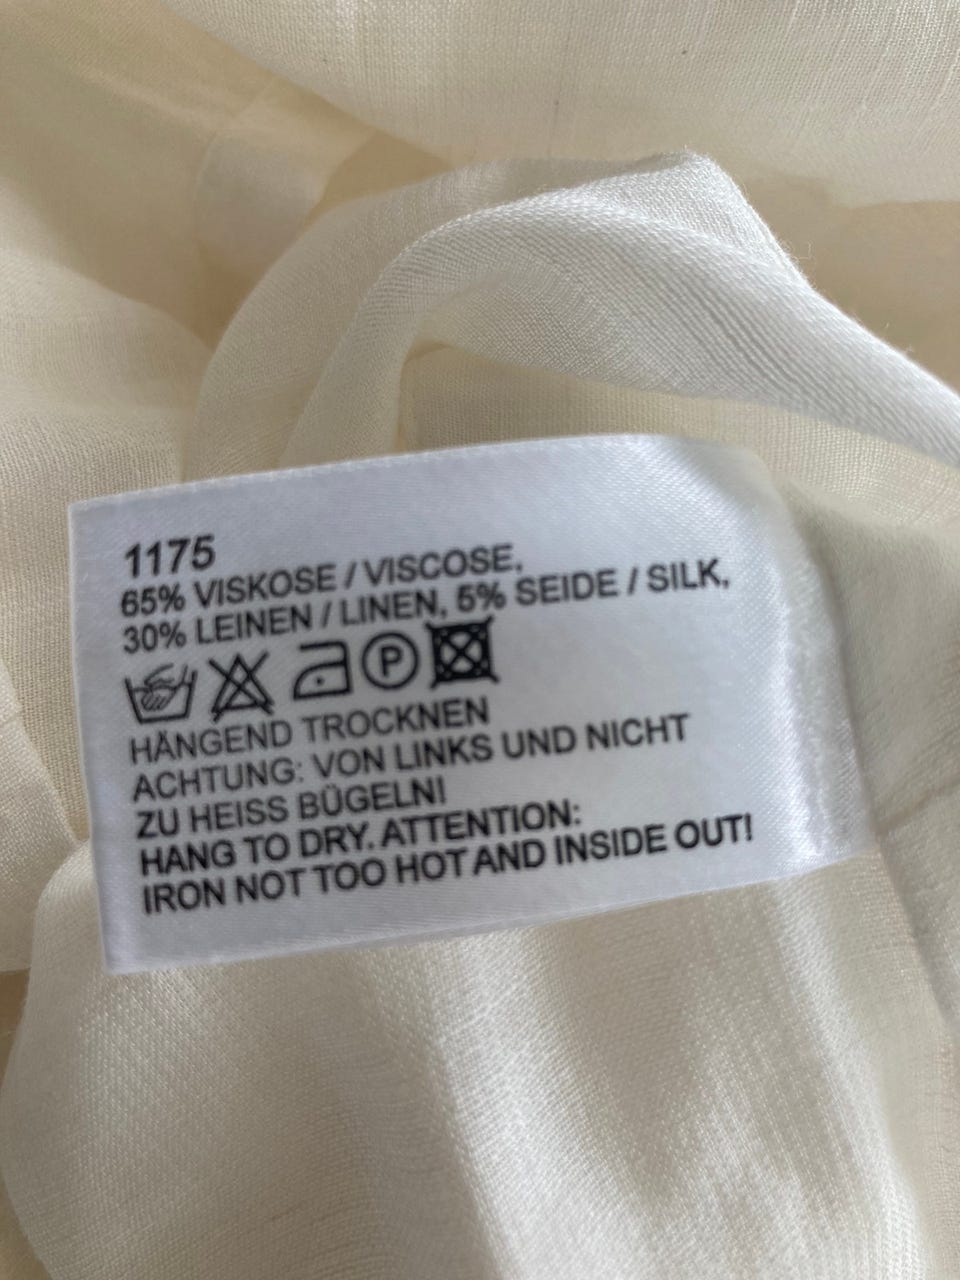 1175
65% VISKOSE / VISCOSE,
30% LEINEN / LINEN, 5% SEIDE / SILK,
P
HÄNGEND TROCKNEN
ACHTUNG: VON LINKS UND NICHT
ZU HEISS BÜGELN!
HANG TO DRY. ATTENTION:
IRON NOT TOO HOT AND INSIDE OUT!